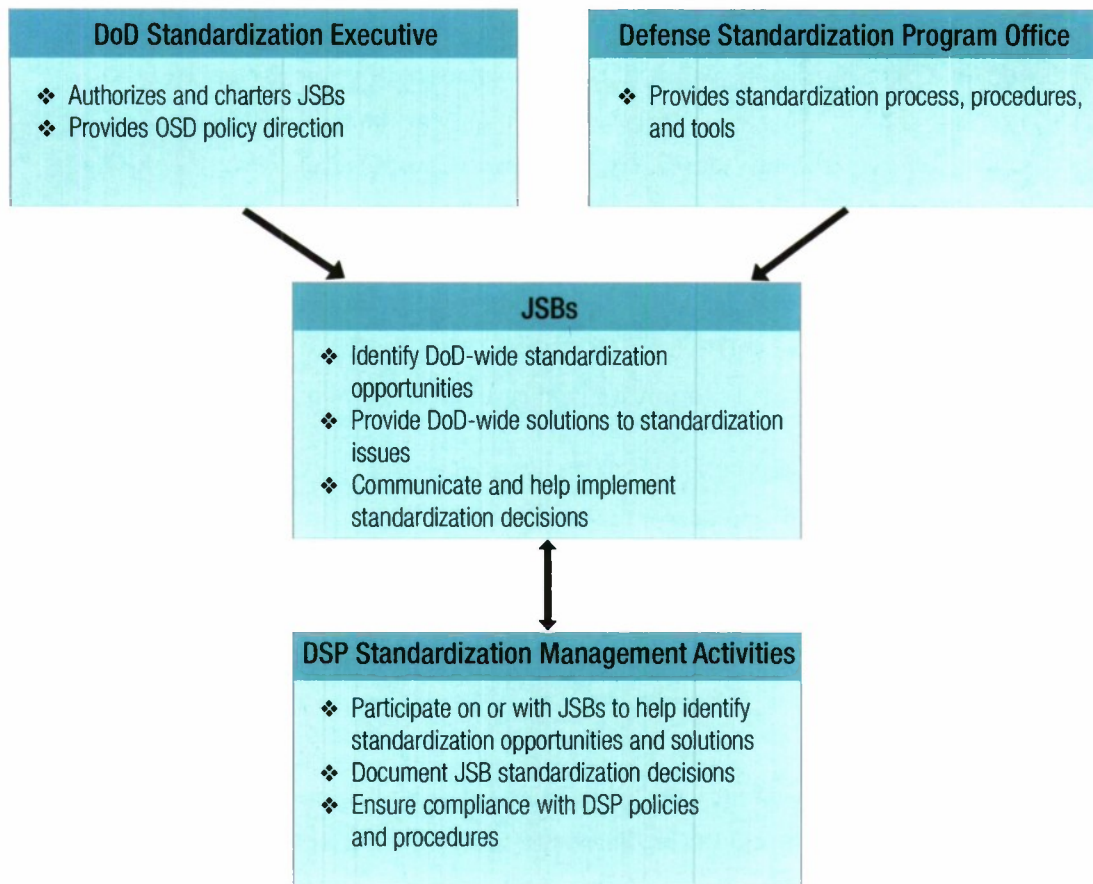 DoD Standardization Executive
❖ Authorizes and charters JSBs
❖ Provides OSD policy direction
Defense Standardization Program Office
❖ Provides standardization process, procedures,
and tools
JSBs
❖ Identify DoD-wide standardization
opportunities
❖ Provide DoD-wide solutions to standardization
issues
❖ Communicate and help implement
standardization decisions
DSP Standardization Management Activities
❖ Participate on or with JSBs to help identify
standardization opportunities and solutions
❖ Document JSB standardization decisions
❖ Ensure compliance with DSP policies
and procedures